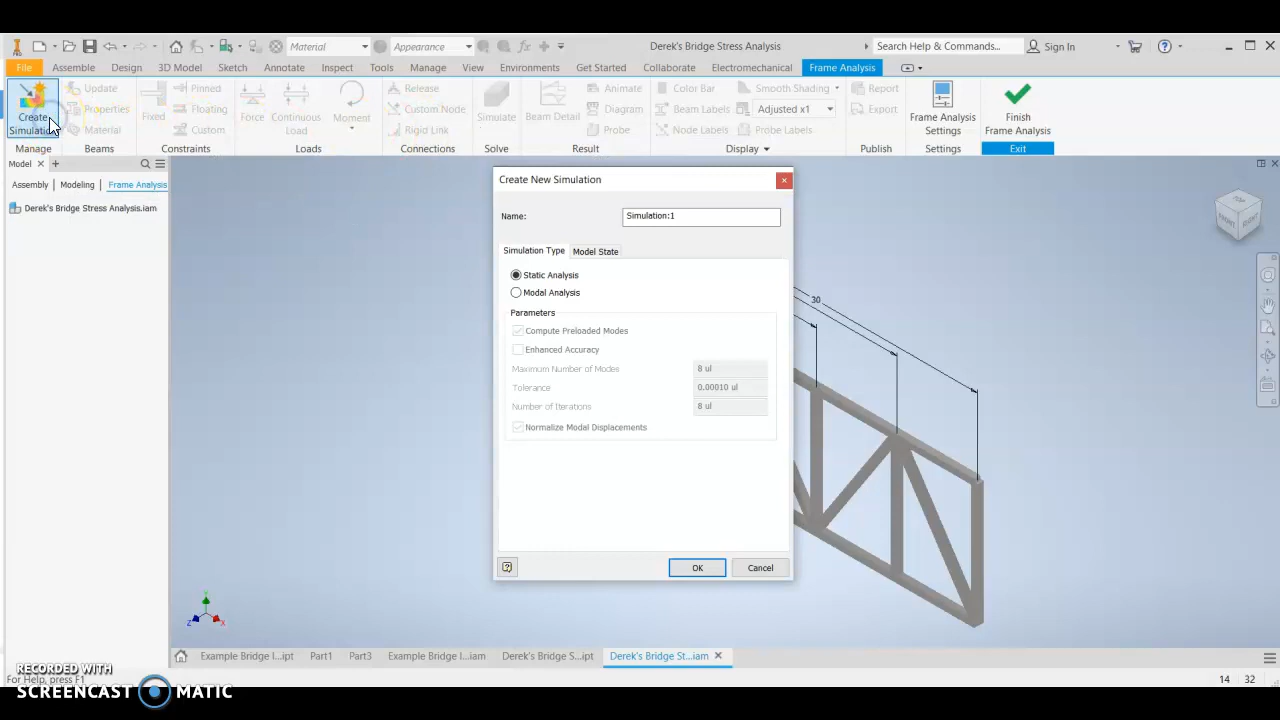 Material
Appearance
Derek's Bridge Stress Analysis
Search Help & Commands...
Sign In
File
Assemble
Design
3D Model
Sketch
Annotate
Inspect
Tools
Manage
View
Environments
Get Started
Collaborate
Electromechanical
Frame Analysis
Create
Simulation
Update
Properties
Material
Fixed
Pinned
Floating
Custom
Force
Continuous
Load
Moment
Release
Custom Node
Rigid Link
Simulate
Beam Detail
Animate
Diagram
Probe
Color Bar
Beam Labels
Node Labels
Smooth Shading
Adjusted x1
Probe Labels
Report
Export
Frame Analysis
Settings
Finish
Frame Analysis
Manage
Beams
Constraints
Loads
Connections
Solve
Result
Display
Publish
Settings
Exit
Model
Assembly
Modeling
Frame Analysis
Derek's Bridge Stress Analysis.iam
Create New Simulation
Name:
Simulation:1
Simulation Type
Model State
Static Analysis
Modal Analysis
Parameters
Compute Preloaded Modes
Enhanced Accuracy
Maximum Number of Modes
8 ul
Tolerance
0.00010 ul
Number of Iterations
8 ul
Normalize Modal Displacements
OK
Cancel
30
TOP
FRONT
RIGHT
Y
Z
X
Example Bridge I...ipt
Part1
Part3
Example Bridge I...iam
Derek's Bridge S...ipt
Derek's Bridge St...iam
For Help, press F1
14
32
RECORDED WITH
SCREENCAST MATIC